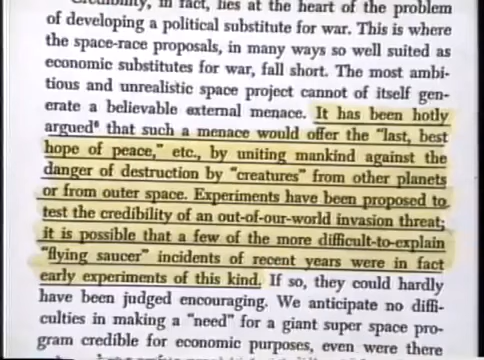 Credibility, in fact, lies at the heart of the problem
of developing a political substitute for war. This is where
the space-race proposals, in many ways so well suited as
economic substitutes for war, fall short. The most ambi-
tious and unrealistic space project cannot of itself gen-
erate a believable external menace. It has been hotly
argued⁸ that such a menace would offer the "last, best
hope of peace," etc., by uniting mankind against the
danger of destruction by "creatures" from other planets
or from outer space. Experiments have been proposed to
test the credibility of an out-of-our-world invasion threat;
it is possible that a few of the more difficult-to-explain
"flying saucer" incidents of recent years were in fact
early experiments of this kind. If so, they could hardly
have been judged encouraging. We anticipate no diffi-
culties in making a "need" for a giant super space pro-
gram credible for economic purposes, even were there